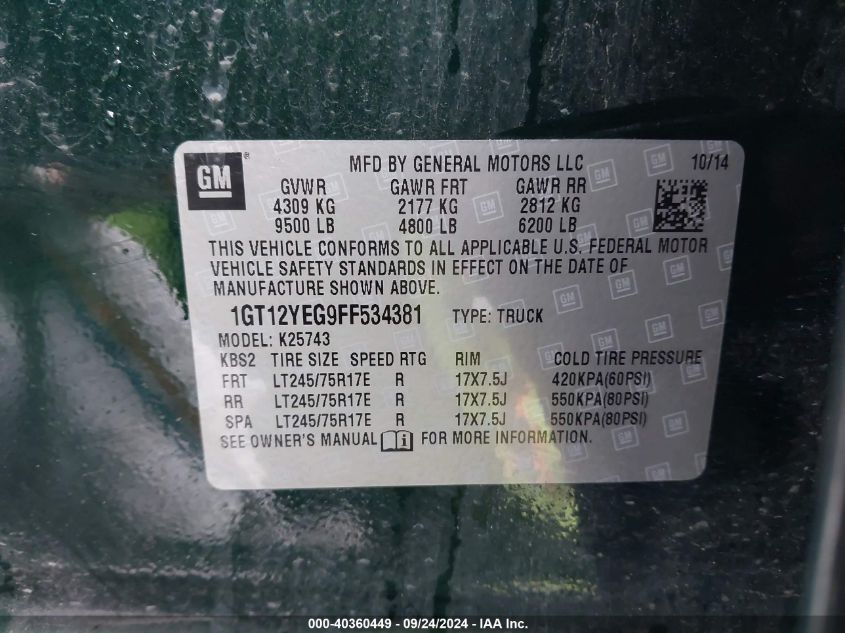 GM ® MFD BY GENERAL MOTORS LLC 10/14
GVWR GAWR FRT GAWR RR
4309 KG 2177 KG 2812 KG
9500 LB 4800 LB 6200 LB
THIS VEHICLE CONFORMS TO ALL APPLICABLE U.S. FEDERAL MOTOR
VEHICLE SAFETY STANDARDS IN EFFECT ON THE DATE OF
MANUFACTURE SHOWN ABOVE.
1GT12YEG9FF534381 TYPE: TRUCK
MODEL: K25743
KBS2 TIRE SIZE SPEED RTG RIM COLD TIRE PRESSURE
FRT LT245/75R17E R 17X7.5J 420KPA(60PSI)
RR LT245/75R17E R 17X7.5J 550KPA(80PSI)
SPA LT245/75R17E R 17X7.5J 550KPA(80PSI)
SEE OWNER'S MANUAL FOR MORE INFORMATION.
000-40360449 - 09/24/2024 - IAA Inc.